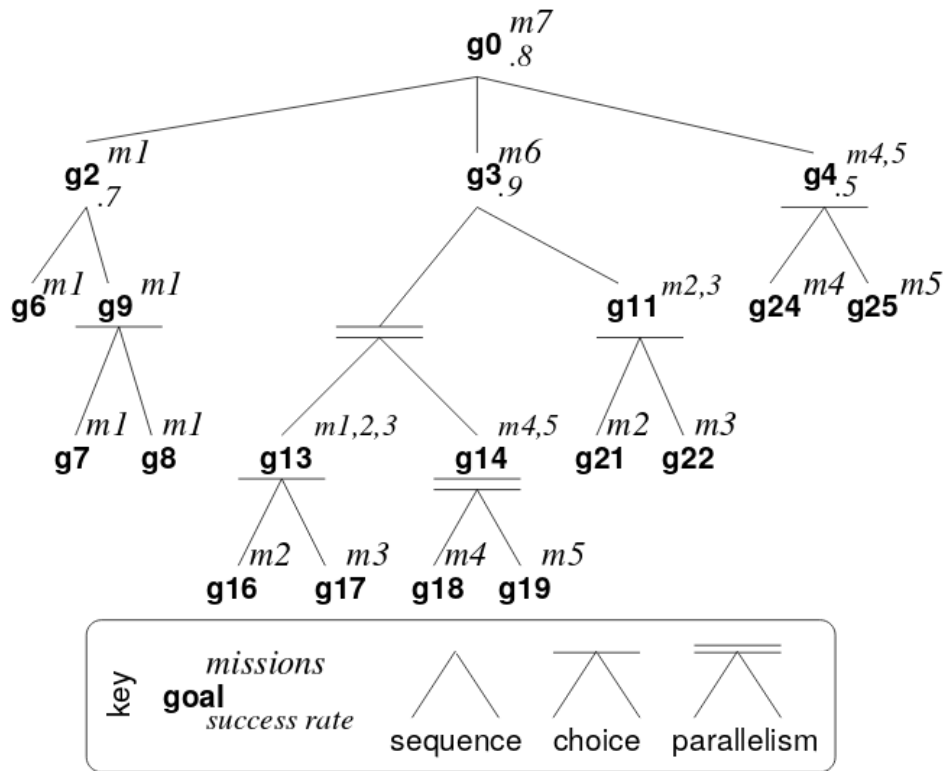 g0 m7 .8
g2 m1 .7
g3 m6 .9
g4 m4,5 .5
g6 m1
g9 m1
g11 m2,3
g24 m4
g25 m5
g7 m1
g8 m1
g13 m1,2,3
g14 m4,5
g21 m2
g22 m3
g16 m2
g17 m3
g18 m4
g19 m5
key
missions
goal
success rate
sequence
choice
parallelism